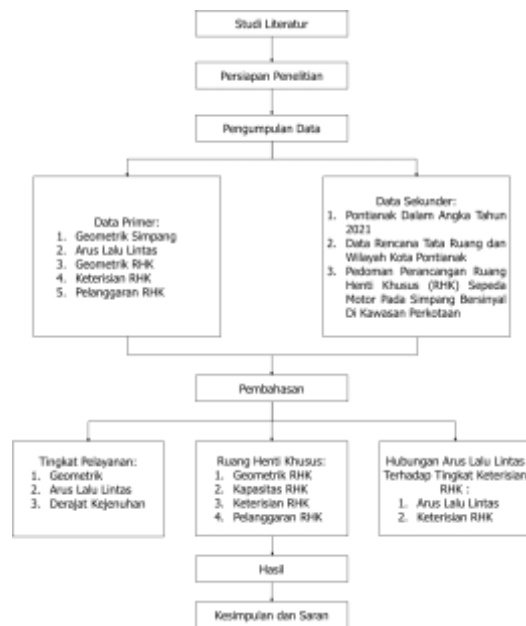 Studi Literatur
Persiapan Penelitian
Pengumpulan Data
Data Primer:
1. Geometrik Simpang
2. Arus Lalu Lintas
3. Geometrik RHK
4. Keterisian RHK
5. Pelanggaran RHK
Data Sekunder:
1. Pontianak Dalam Angka Tahun
2021
2. Data Rencana Tata Ruang dan
Wilayah Kota Pontianak
3. Pedoman Perancangan Ruang
Henti Khusus (RHK) Sepeda
Motor Pada Simpang Bersinyal
Di Kawasan Perkotaan
Pembahasan
Tingkat Pelayanan:
1. Geometrik
2. Arus Lalu Lintas
3. Derajat Kejenuhan
Ruang Henti Khusus:
1. Geometrik RHK
2. Kapasitas RHK
3. Keterisian RHK
4. Pelanggaran RHK
Hubungan Arus Lalu Lintas
Terhadap Tingkat Keterisian
RHK :
1. Arus Lalu Lintas
2. Keterisian RHK
Hasil
Kesimpulan dan Saran